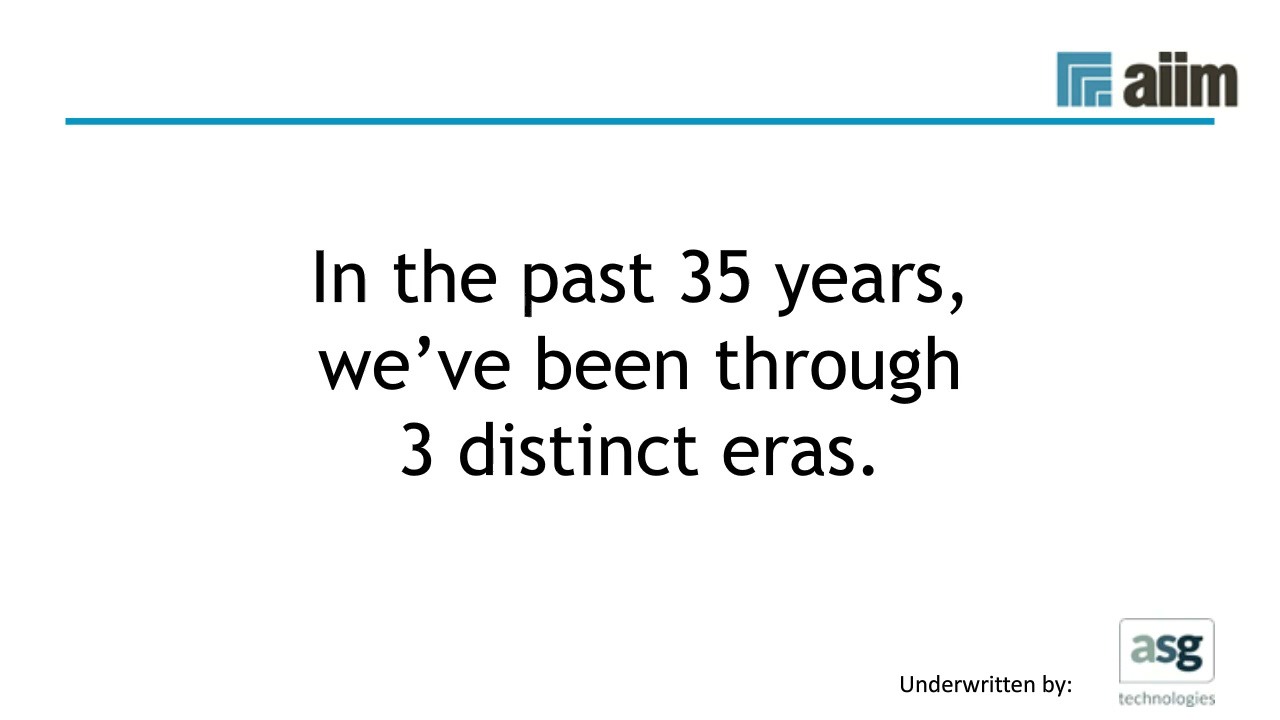 aiim
In the past 35 years,
we’ve been through
3 distinct eras.
Underwritten by:
asg
technologies